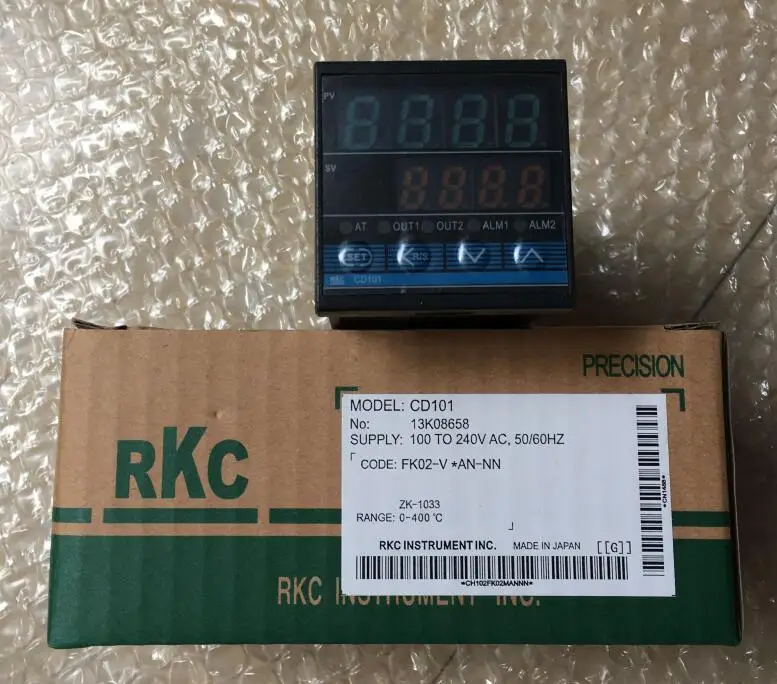 PV
8888
SV
8888
AT OUT1 OUT2 ALM1 ALM2
SET <R/S
RKC CD101
PRECISION
RKC
MODEL: CD101
No: 13K08658
SUPPLY: 100 TO 240V AC, 50/60HZ
CODE: FK02-V *AN-NN
ZK-1033
RANGE: 0-400 ℃
RKC INSTRUMENT INC. MADE IN JAPAN [[G]]
*CH102FK02MANNN*
*CN1468*
RKC INSTRUMENT INC.